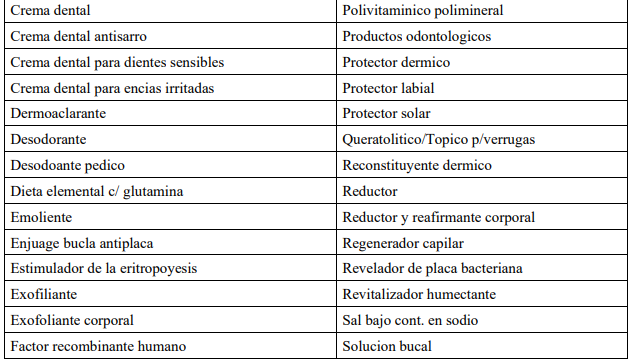 Crema dental Polivitaminico polimineral
Crema dental antisarro Productos odontologicos
Crema dental para dientes sensibles Protector dermico
Crema dental para encias irritadas Protector labial
Dermoaclarante Protector solar
Desodorante Queratolitico/Topico p/verrugas
Desodoante pedico Reconstituyente dermico
Dieta elemental c/ glutamina Reductor
Emoliente Reductor y reafirmante corporal
Enjuage bucla antiplaca Regenerador capilar
Estimulador de la eritropoyesis Revelador de placa bacteriana
Exofiliante Revitalizador humectante
Exofoliante corporal Sal bajo cont. en sodio
Factor recombinante humano Solucion bucal